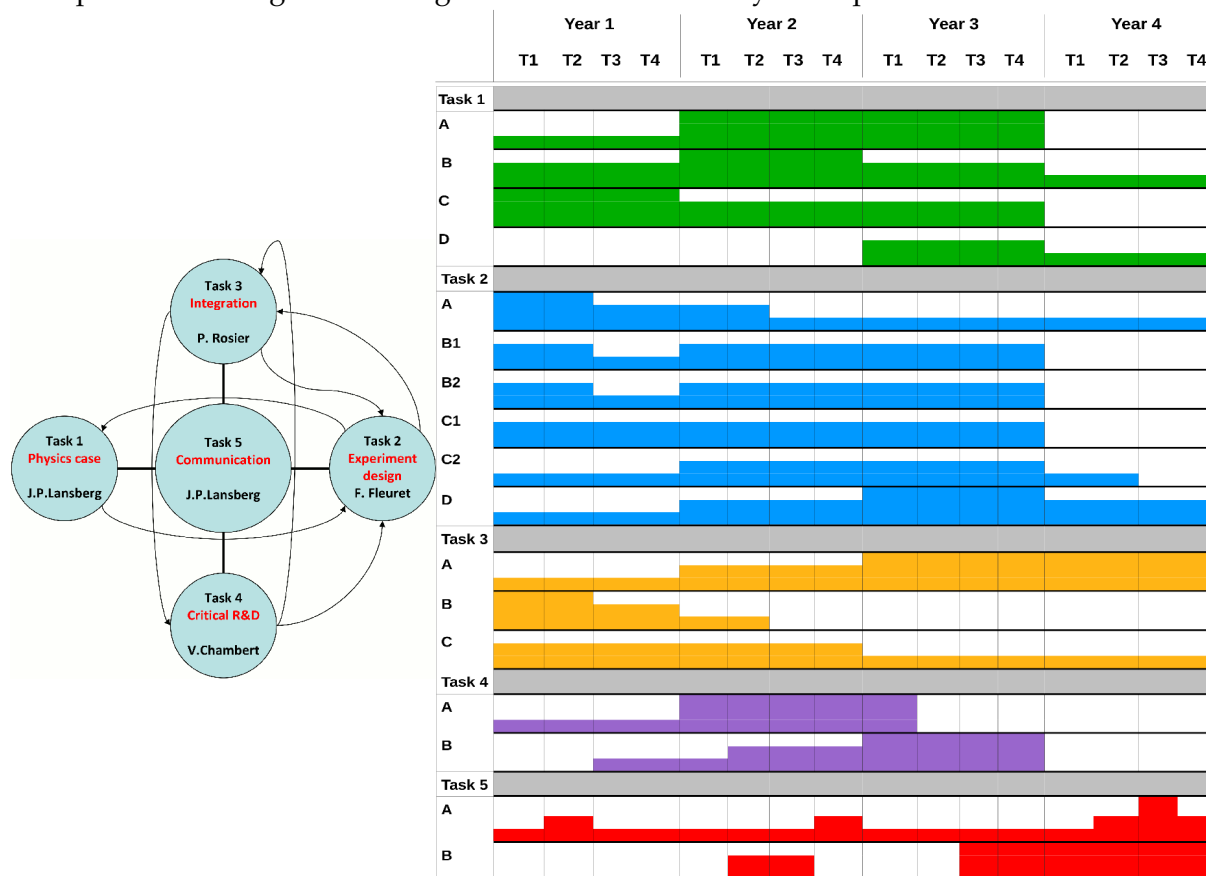 Year 1 Year 2 Year 3 Year 4
T1 T2 T3 T4 T1 T2 T3 T4 T1 T2 T3 T4 T1 T2 T3 T4
Task 1
A
B
C
D
Task 2
A
B1
B2
C1
C2
D
Task 3
A
B
C
Task 4
A
B
Task 5
A
B
Task 3
Integration
P. Rosier
Task 1
Physics case
J.P.Lansberg
Task 5
Communication
J.P.Lansberg
Task 2
Experiment
design
F. Fleuret
Task 4
Critical R&D
V.Chambert